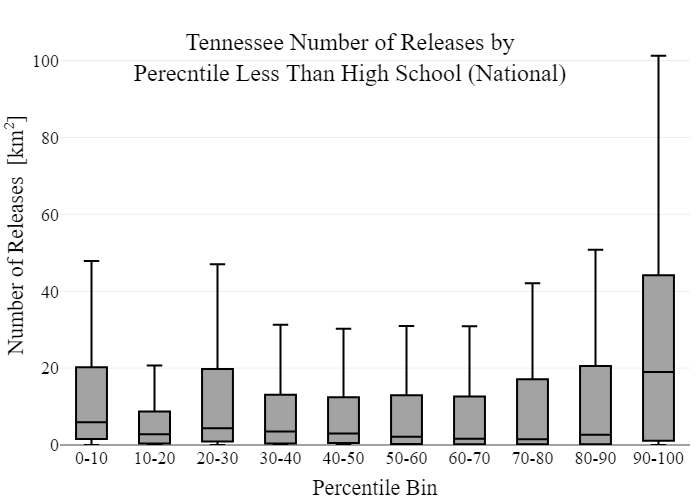 Tennessee Number of Releases by
Perecntile Less Than High School (National)
Number of Releases [km²]
100
80
60
40
20
0
0-10 10-20 20-30 30-40 40-50 50-60 60-70 70-80 80-90 90-100
Percentile Bin